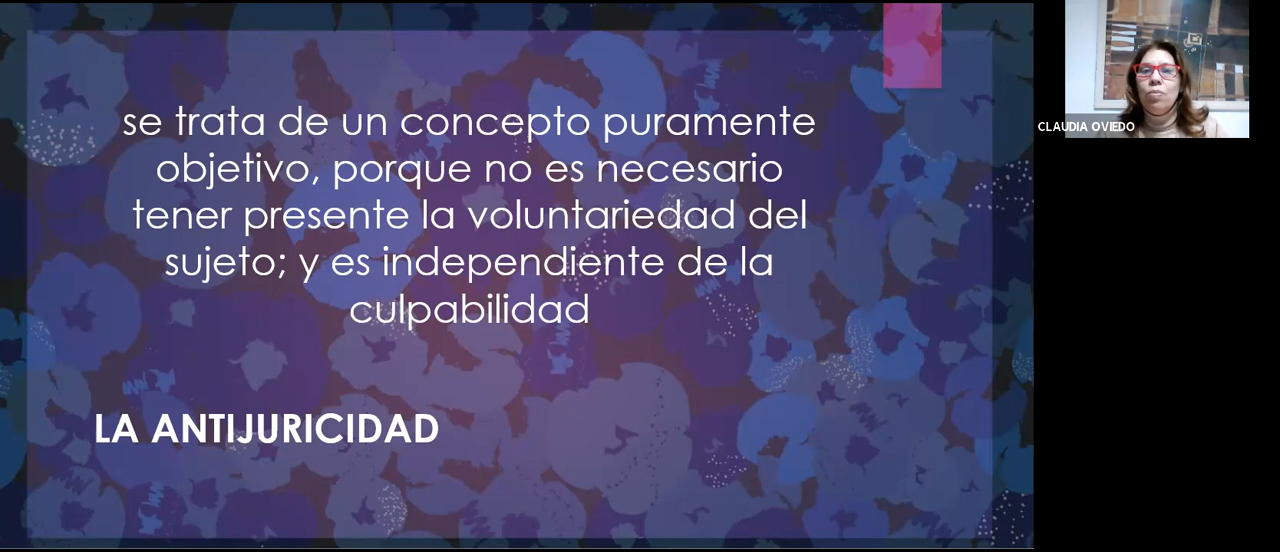 se trata de un concepto puramente
objetivo, porque no es necesario
tener presente la voluntariedad del
sujeto; y es independiente de la
culpabilidad
LA ANTIJURICIDAD
CLAUDIA OVIEDO